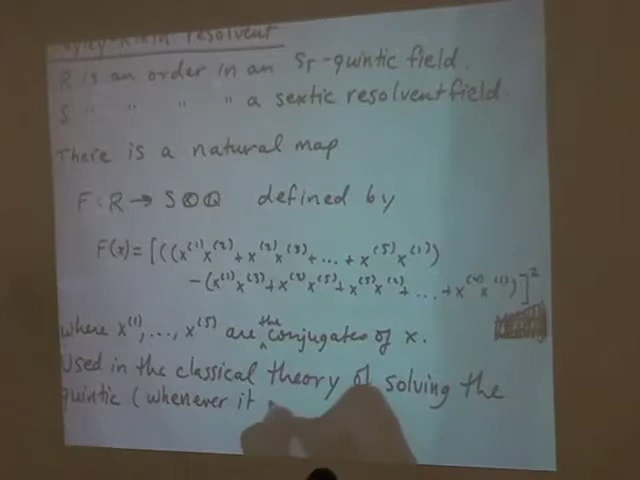 Cayley-Klein resolvent
R is an order in an S₅-quintic field.
S " " " " a sextic resolvent field.
There is a natural map
F: R → S⊗Q defined by
F(x) = [((x⁽¹⁾x⁽²⁾ + x⁽²⁾x⁽³⁾ + ... + x⁽⁵⁾x⁽¹⁾)
- (x⁽¹⁾x⁽³⁾ + x⁽³⁾x⁽⁵⁾ + x⁽⁵⁾x⁽²⁾ + ... + x⁽⁴⁾x⁽¹⁾)]²
where x⁽¹⁾, ..., x⁽⁵⁾ are the conjugates of x.
Used in the classical theory of solving the
quintic (whenever it